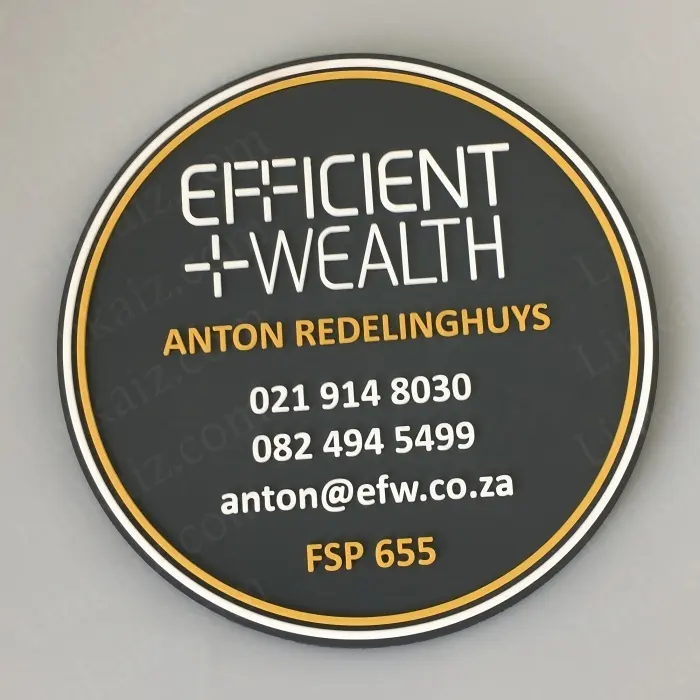 EFFICIENT
+WEALTH
ANTON REDELINGHUYS
021 914 8030
082 494 5499
anton@efw.co.za
FSP 655